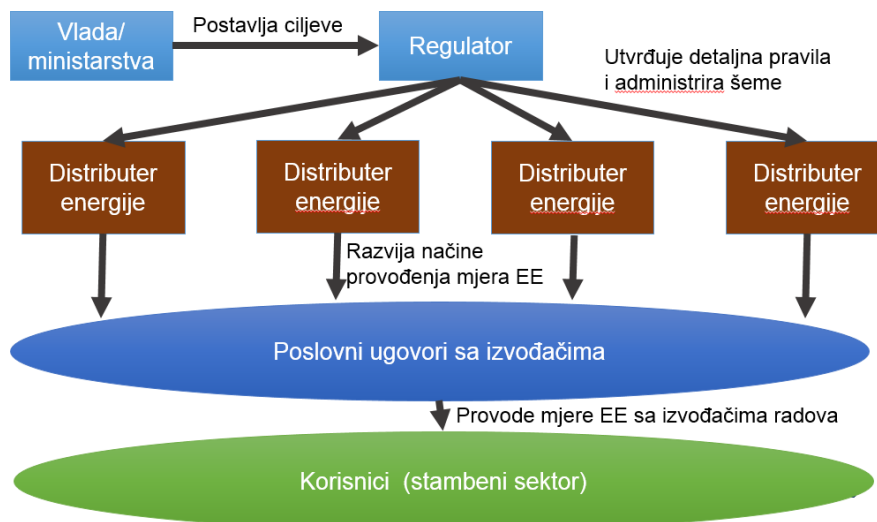 Vlada/
ministarstva
Postavlja ciljeve
Regulator
Utvrđuje detaljna pravila
i administrira šeme
Distributer
energije
Distributer
energije
Distributer
energije
Distributer
energije
Razvija načine
provođenja mjera EE
Poslovni ugovori sa izvođačima
Provode mjere EE sa izvođačima radova
Korisnici (stambeni sektor)